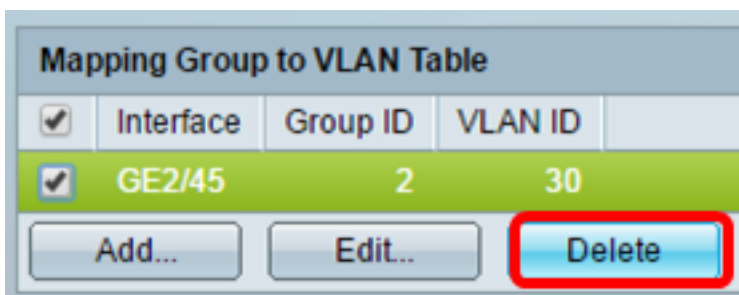 Mapping Group to VLAN Table
Interface Group ID VLAN ID
GE2/45 2 30
Add... Edit... Delete